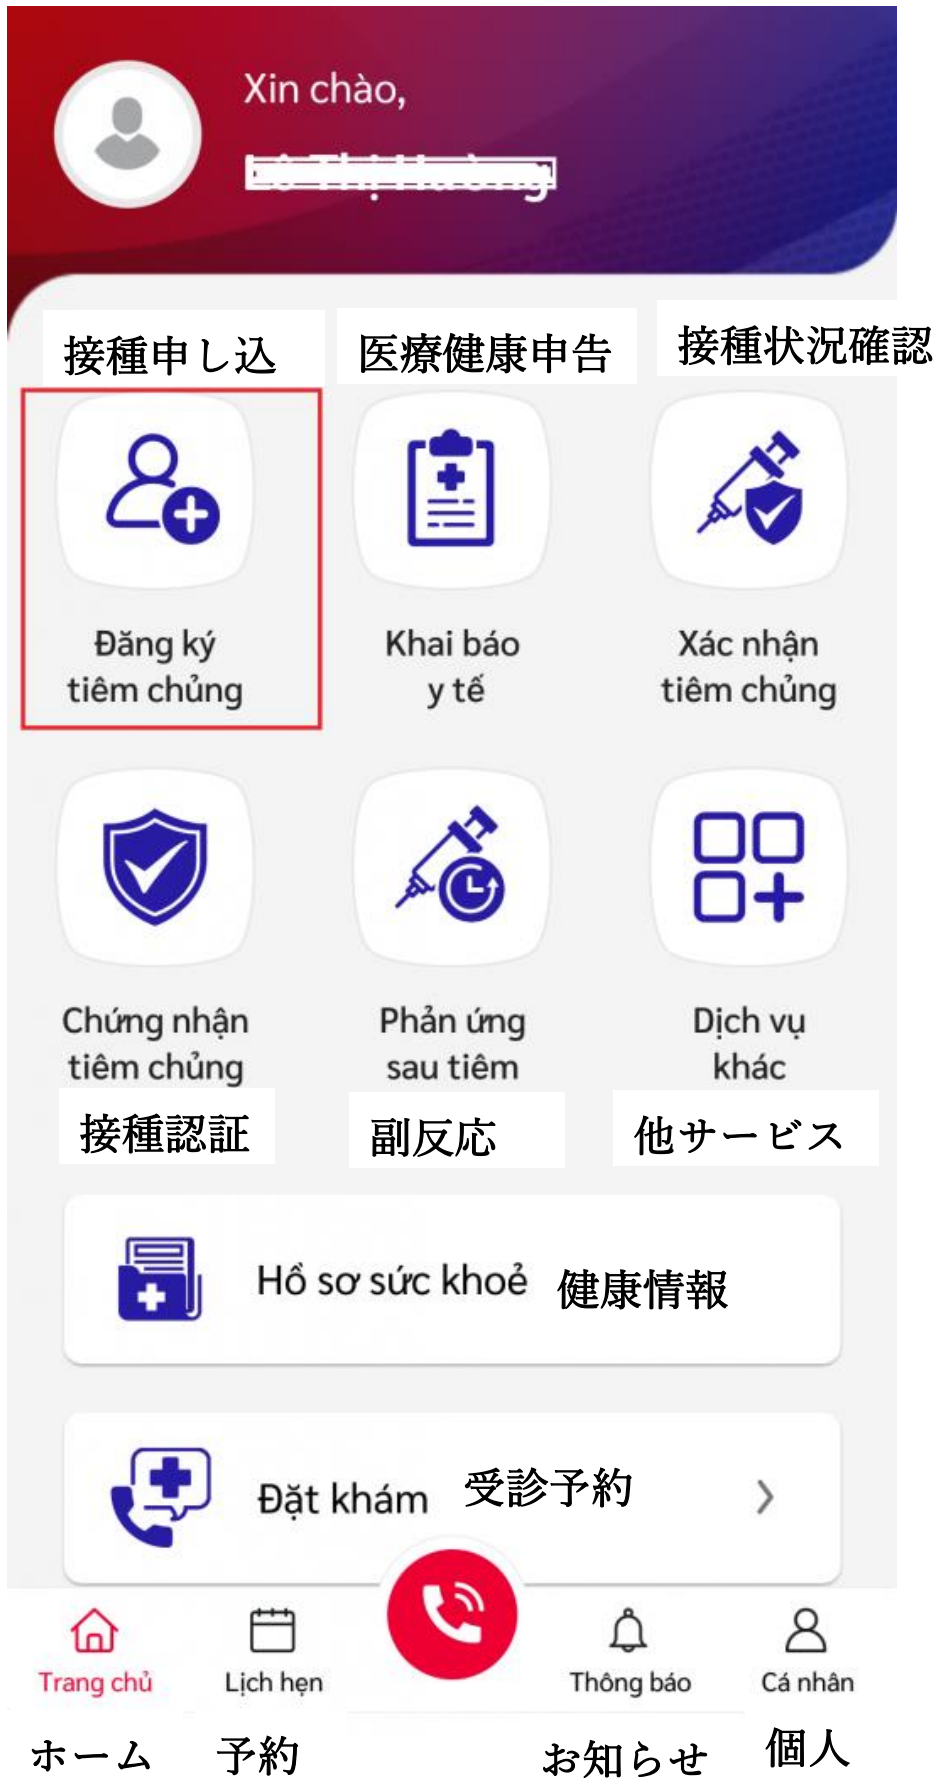 Xin chào,
接種申し込
医療健康申告
接種状況確認
Đăng ký
tiêm chủng
Khai báo
y tế
Xác nhận
tiêm chủng
Chứng nhận
tiêm chủng
Phản ứng
sau tiêm
Dịch vụ
khác
接種認証
副反応
他サービス
Hồ sơ sức khoẻ 健康情報
Đặt khám 受診予約
Trang chủ
Lịch hẹn
Thông báo
Cá nhân
ホーム
予約
お知らせ
個人